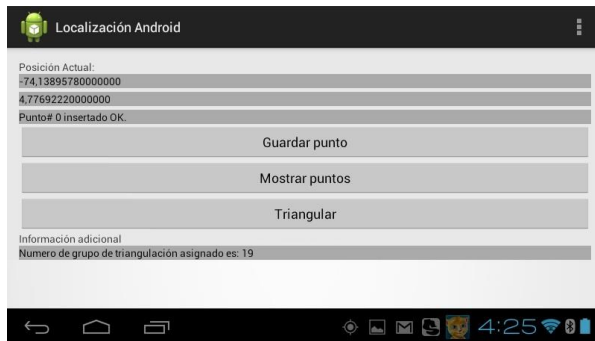 Localización Android
Posición Actual:
-74,13895780000000
4,77692220000000
Punto# 0 insertado OK.
Guardar punto
Mostrar puntos
Triangular
Información adicional
Numero de grupo de triangulación asignado es: 19
4:25